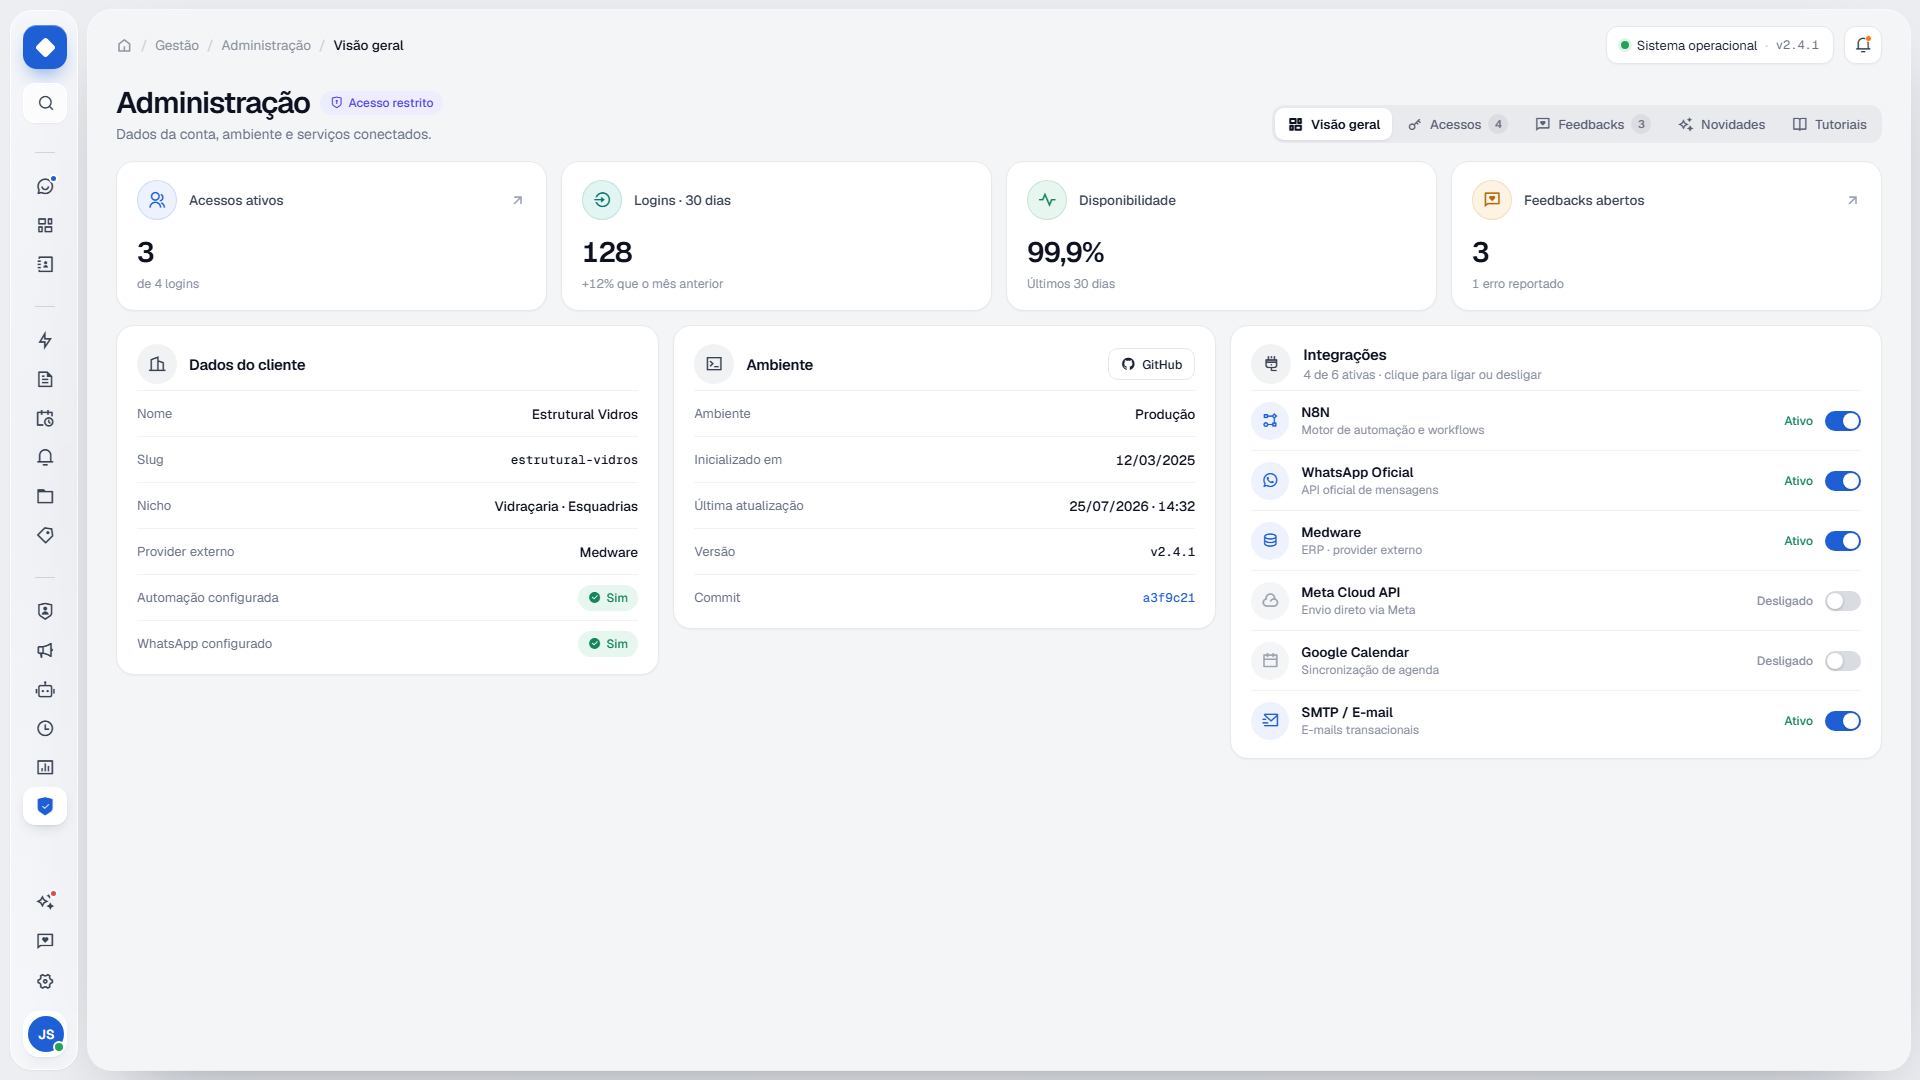 / Gestão / Administração / Visão geral
Sistema operacional · v2.4.1
Administração
Acesso restrito
Dados da conta, ambiente e serviços conectados.
Visão geral
Acessos 4
Feedbacks 3
Novidades
Tutoriais
Acessos ativos
3
de 4 logins
Logins · 30 dias
128
+12% que o mês anterior
Disponibilidade
99,9%
Últimos 30 dias
Feedbacks abertos
3
1 erro reportado
Dados do cliente
Nome Estrutural Vidros
Slug estrutural-vidros
Nicho Vidraçaria · Esquadrias
Provider externo Medware
Automação configurada Sim
WhatsApp configurado Sim
Ambiente
GitHub
Ambiente Produção
Inicializado em 12/03/2025
Última atualização 25/07/2026 · 14:32
Versão v2.4.1
Commit a3f9c21
Integrações
4 de 6 ativas · clique para ligar ou desligar
N8N
Motor de automação e workflows
Ativo
WhatsApp Oficial
API oficial de mensagens
Ativo
Medware
ERP · provider externo
Ativo
Meta Cloud API
Envio direto via Meta
Desligado
Google Calendar
Sincronização de agenda
Desligado
SMTP / E-mail
E-mails transacionais
Ativo
JS